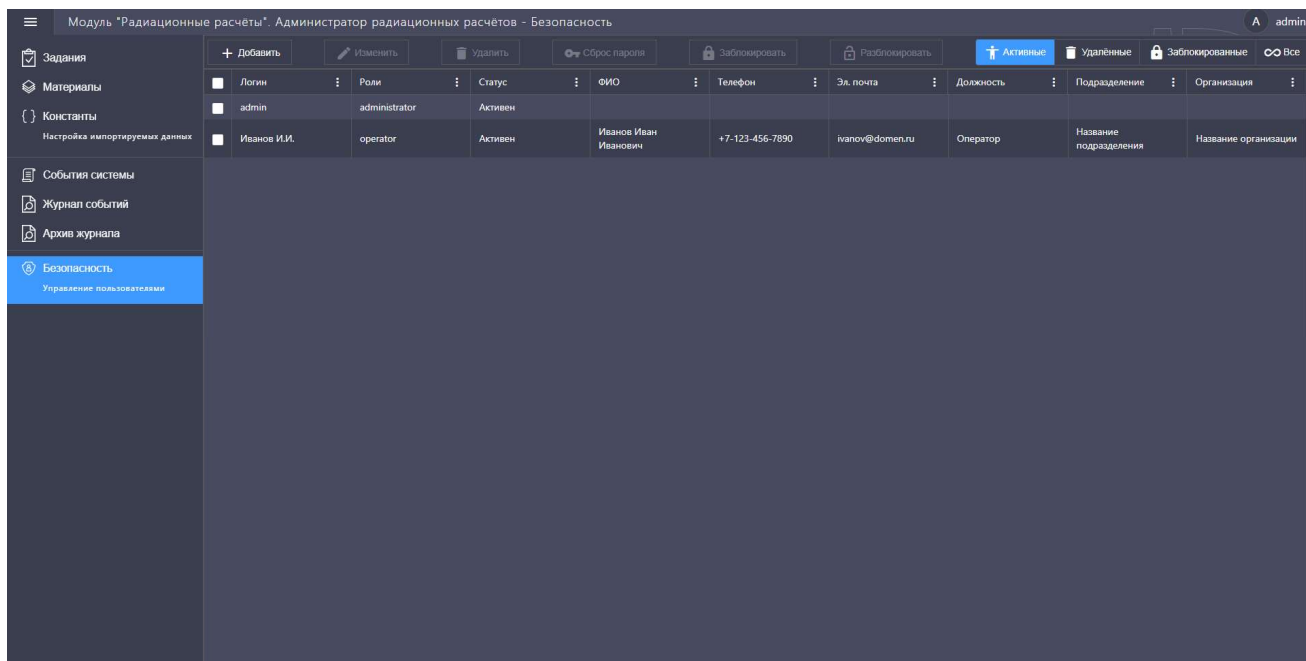 Модуль "Радиационные расчёты". Администратор радиационных расчётов - Безопасность
A admin
Задания
Материалы
{ } Константы
Настройка импортируемых данных
События системы
Журнал событий
Архив журнала
Безопасность
Управление пользователями
+ Добавить Изменить Удалить Сброс пароля Заблокировать Разблокировать Активные Удалённые Заблокированные Все
Логин Роли Статус ФИО Телефон Эл. почта Должность Подразделение Организация
admin administrator Активен
Иванов И.И. operator Активен Иванов Иван Иванович +7-123-456-7890 ivanov@domen.ru Оператор Название подразделения Название организации